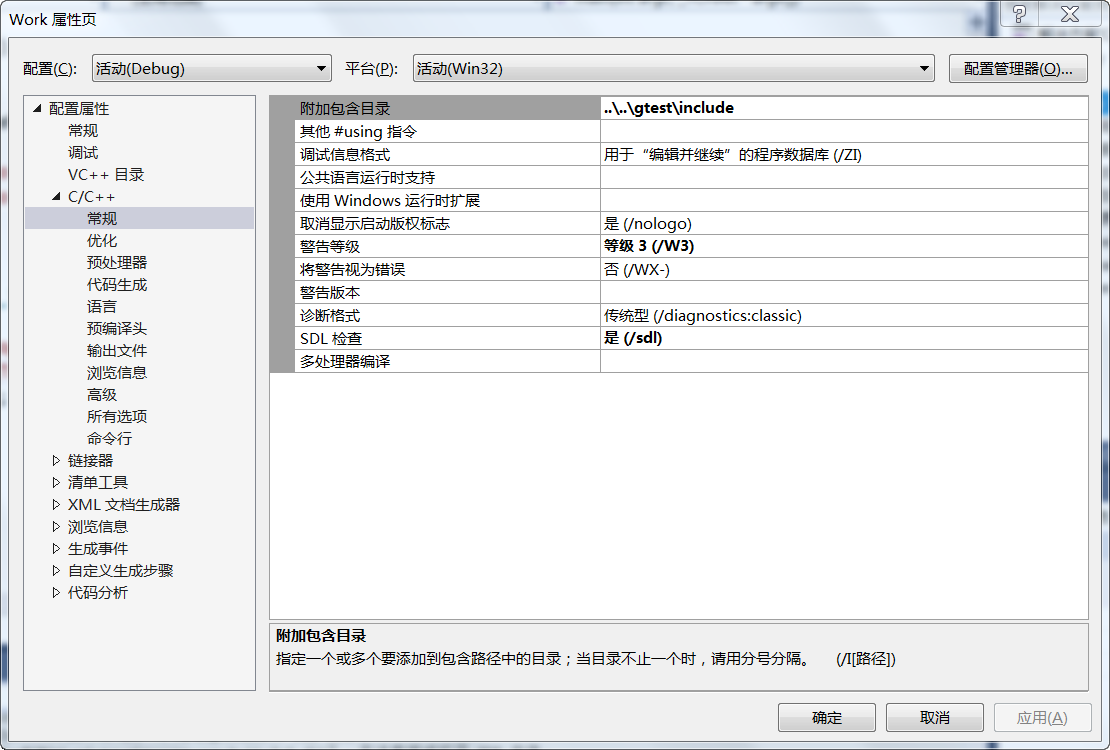 Work 属性页
配置(C): 活动(Debug) 平台(P): 活动(Win32) 配置管理器(O)...
配置属性
常规
调试
VC++ 目录
C/C++
常规
优化
预处理器
代码生成
语言
预编译头
输出文件
浏览信息
高级
所有选项
命令行
链接器
清单工具
XML 文档生成器
浏览信息
生成事件
自定义生成步骤
代码分析
附加包含目录 ..\..\gtest\include
其他 #using 指令
调试信息格式 用于“编辑并继续”的程序数据库 (/ZI)
公共语言运行时支持
使用 Windows 运行时扩展
取消显示启动版权标志 是 (/nologo)
警告等级 等级 3 (/W3)
将警告视为错误 否 (/WX-)
警告版本
诊断格式 传统型 (/diagnostics:classic)
SDL 检查 是 (/sdl)
多处理器编译
附加包含目录
指定一个或多个要添加到包含路径中的目录；当目录不止一个时，请用分号分隔。 (/I[路径])
确定 取消 应用(A)